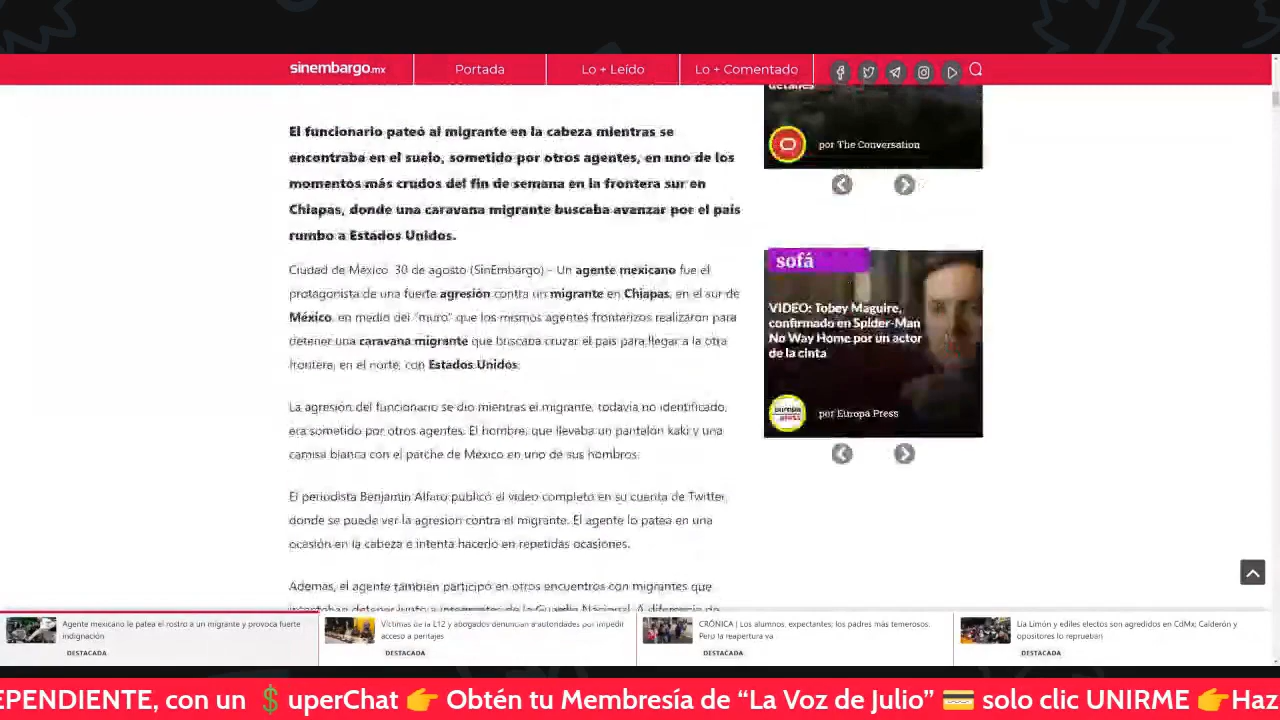 sinembargo.mx
Portada
Lo + Leído
Lo + Comentado
detalles
por The Conversation
El funcionario pateó al migrante en la cabeza mientras se
encontraba en el suelo, sometido por otros agentes, en uno de los
momentos más crudos del fin de semana en la frontera sur en
Chiapas, donde una caravana migrante buscaba avanzar por el país
rumbo a Estados Unidos.
Ciudad de México 30 de agosto (SinEmbargo) – Un agente mexicano fue el
protagonista de una fuerte agresión contra un migrante en Chiapas, en el sur de
México, en medio del “muro” que los mismos agentes fronterizos realizaron para
detener una caravana migrante que buscaba cruzar el país para llegar a la otra
frontera, en el norte, con Estados Unidos.
La agresión del funcionario se dio mientras el migrante, todavía no identificado,
era sometido por otros agentes. El hombre, que llevaba un pantalón kaki y una
camisa blanca con el parche de México en uno de sus hombros.
El periodista Benjamín Alfaro publicó el video completo en su cuenta de Twitter,
donde se puede ver la agresión contra el migrante. El agente lo patea en una
ocasión en la cabeza e intenta hacerlo en repetidas ocasiones.
Además, el agente también participó en otros encuentros con migrantes que
intentaban detener junto a integrantes de la Guardia Nacional. A diferencia de
sofá
VIDEO: Tobey Maguire,
confirmado en Spider-Man
No Way Home por un actor
de la cinta
europa press
por Europa Press
Agente mexicano le patea el rostro a un migrante y provoca fuerte
indignación
DESTACADA
Víctimas de la L12 y abogados denuncian a autoridades por impedir
acceso a peritajes
DESTACADA
CRÓNICA | Los alumnos, expectantes; los padres más temerosos.
Pero la reapertura va
DESTACADA
Lía Limón y ediles electos son agredidos en CdMx; Calderón y
opositores lo reprueban
DESTACADA
EPENDIENTE, con un 💲uperChat 👉 Obtén tu Membresía de “La Voz de Julio” 💳 solo clic UNIRME 👉Haz